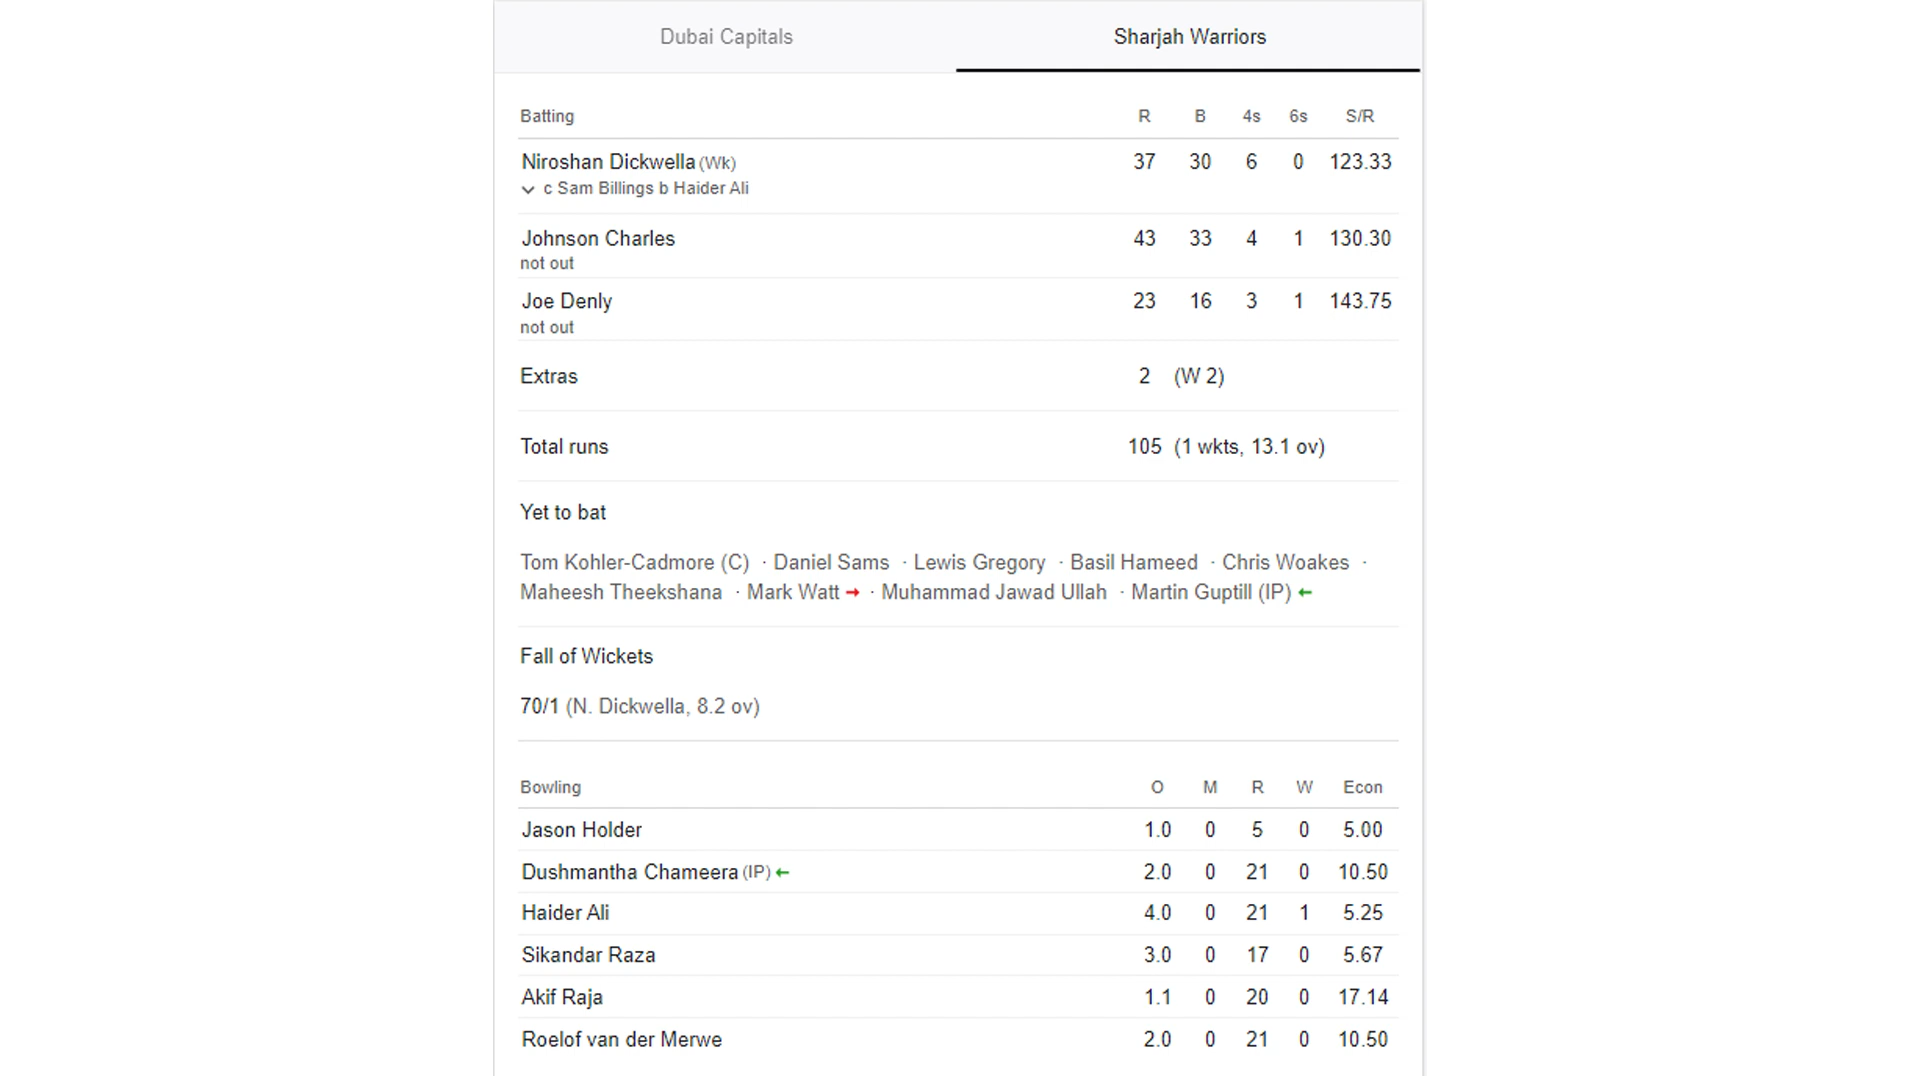 Dubai Capitals Sharjah Warriors
Batting R B 4s 6s S/R
Niroshan Dickwella (Wk) 37 30 6 0 123.33
c Sam Billings b Haider Ali
Johnson Charles 43 33 4 1 130.30
not out
Joe Denly 23 16 3 1 143.75
not out
Extras 2 (W 2)
Total runs 105 (1 wkts, 13.1 ov)
Yet to bat
Tom Kohler-Cadmore (C) · Daniel Sams · Lewis Gregory · Basil Hameed · Chris Woakes ·
Maheesh Theekshana · Mark Watt → · Muhammad Jawad Ullah · Martin Guptill (IP) ←
Fall of Wickets
70/1 (N. Dickwella, 8.2 ov)
Bowling O M R W Econ
Jason Holder 1.0 0 5 0 5.00
Dushmantha Chameera (IP) ← 2.0 0 21 0 10.50
Haider Ali 4.0 0 21 1 5.25
Sikandar Raza 3.0 0 17 0 5.67
Akif Raja 1.1 0 20 0 17.14
Roelof van der Merwe 2.0 0 21 0 10.50